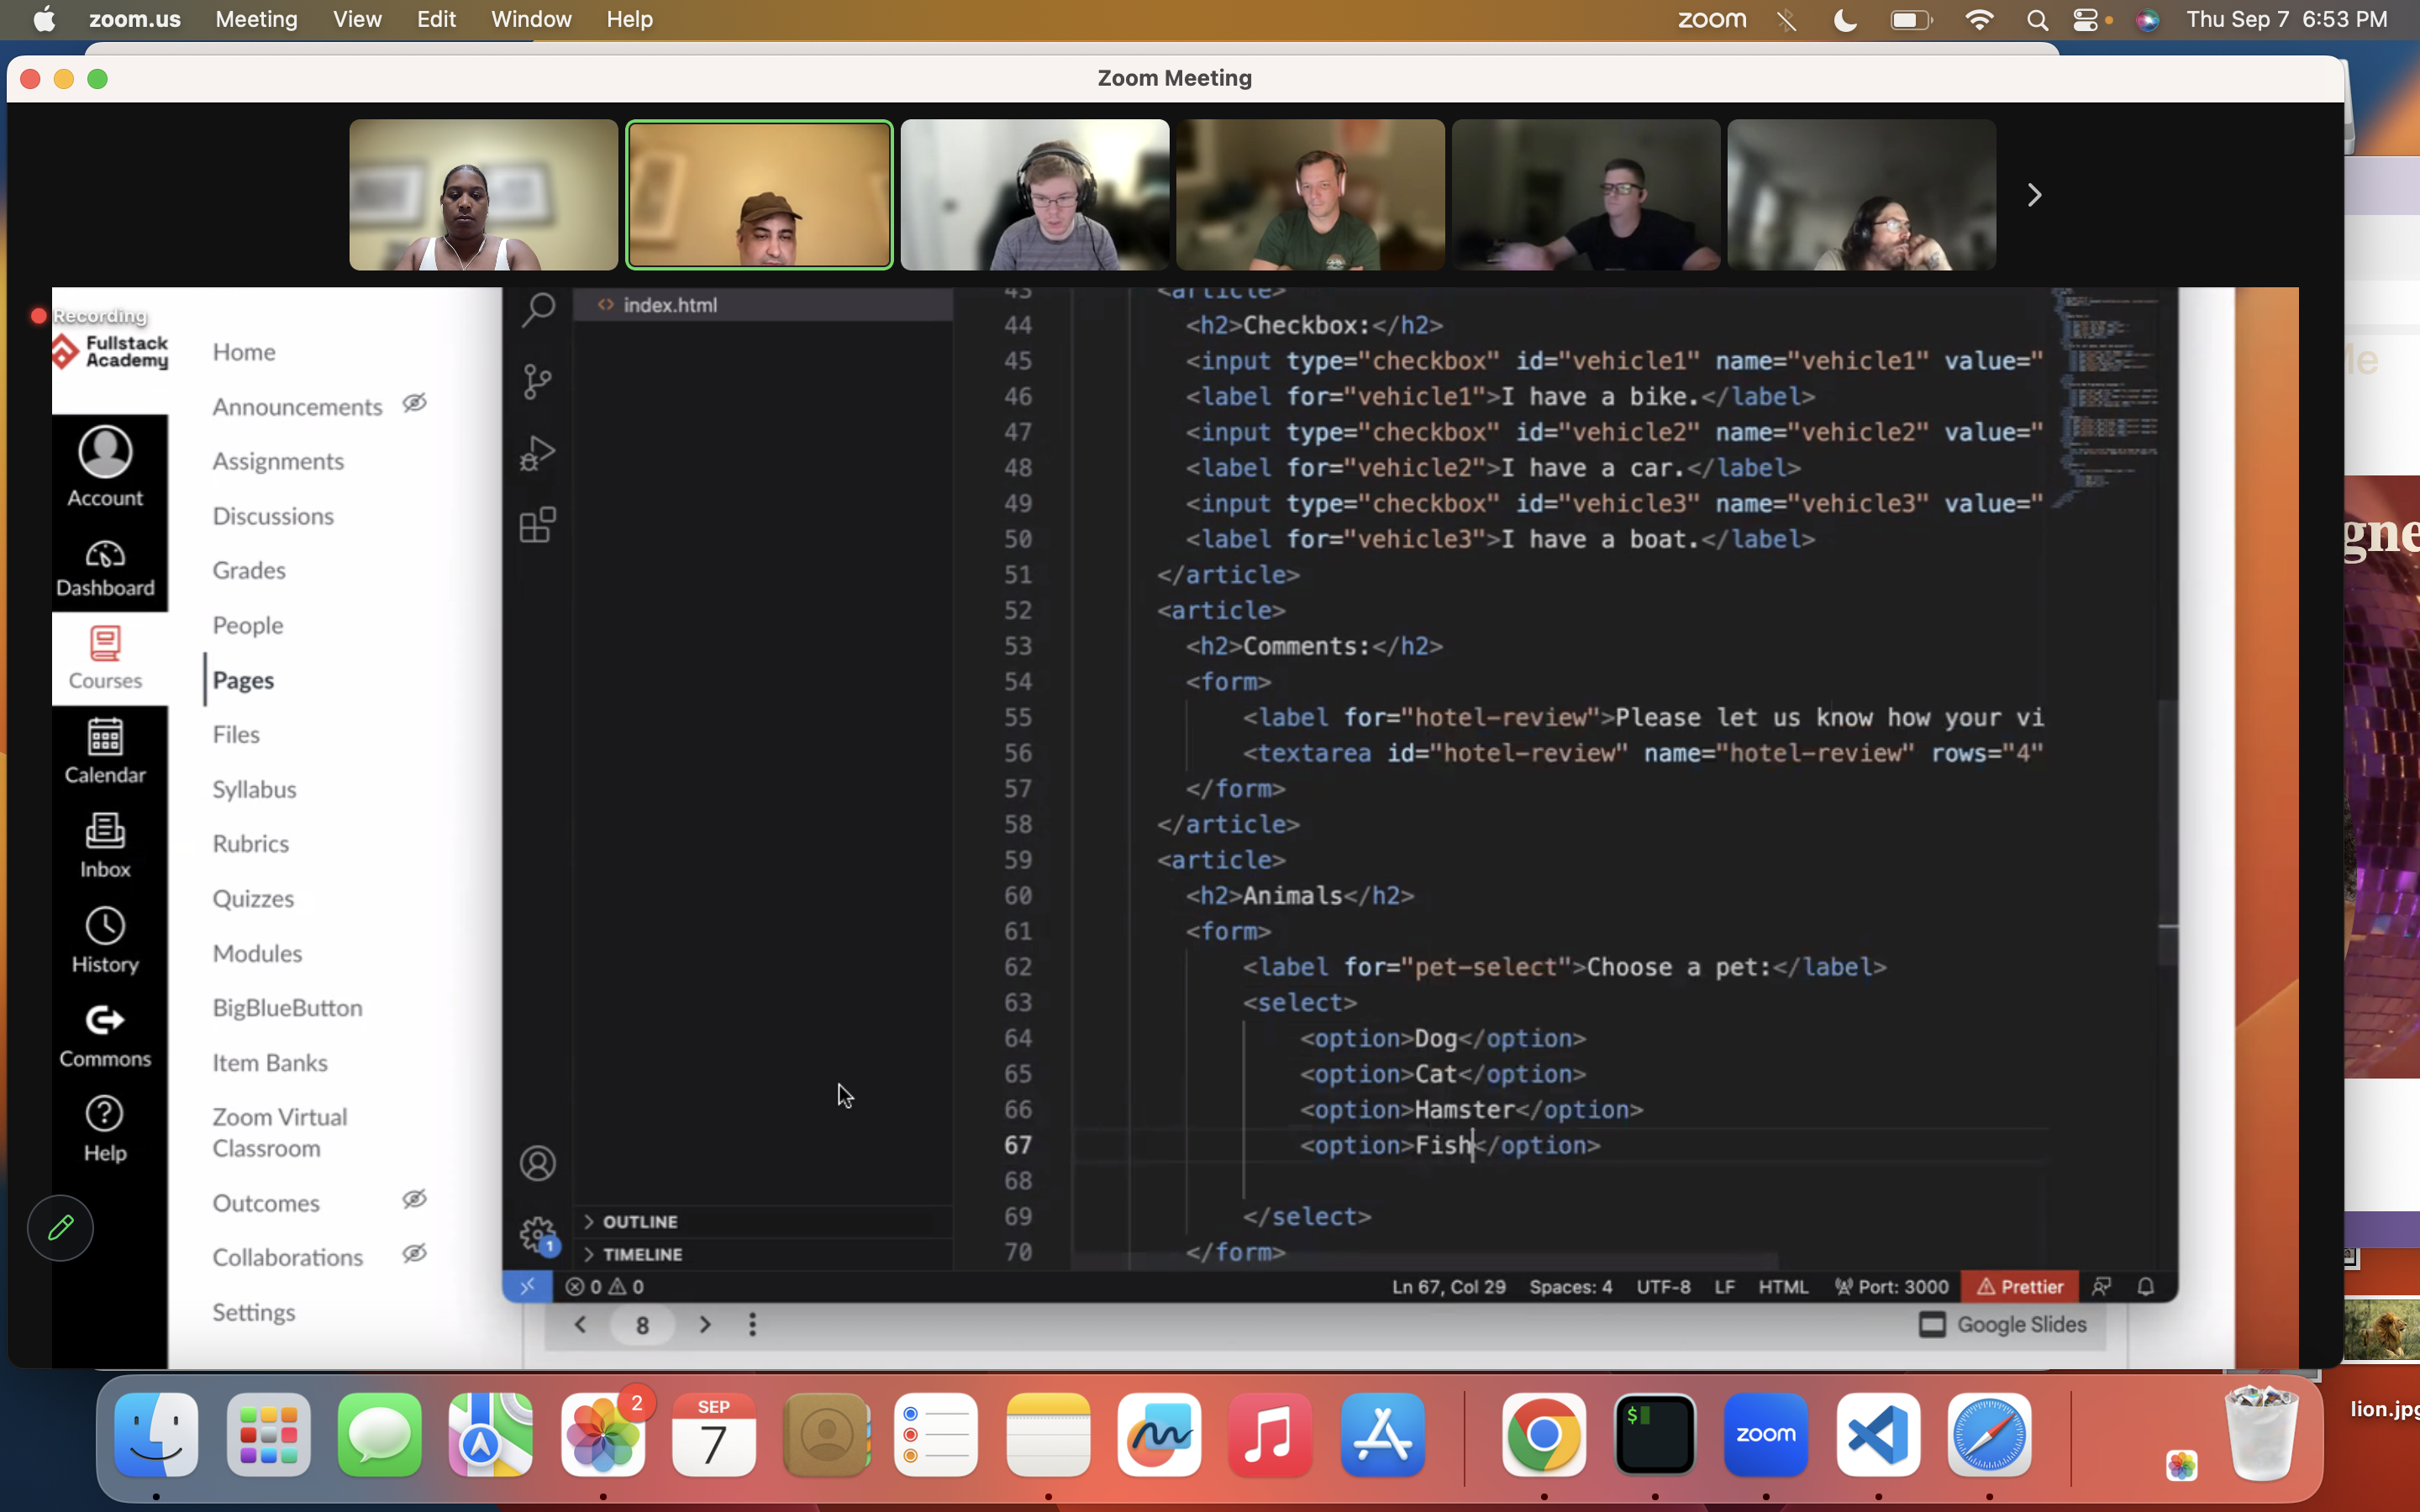 zoom.us Meeting View Edit Window Help zoom Thu Sep 7 6:53 PM
Zoom Meeting
Recording
Fullstack
Academy
Account
Dashboard
Courses
Calendar
Inbox
History
Commons
Help
Home
Announcements
Assignments
Discussions
Grades
People
Pages
Files
Syllabus
Rubrics
Quizzes
Modules
BigBlueButton
Item Banks
Zoom Virtual
Classroom
Outcomes
Collaborations
Settings
<> index.html
OUTLINE
TIMELINE
43 <article>
44 <h2>Checkbox:</h2>
45 <input type="checkbox" id="vehicle1" name="vehicle1" value="
46 <label for="vehicle1">I have a bike.</label>
47 <input type="checkbox" id="vehicle2" name="vehicle2" value="
48 <label for="vehicle2">I have a car.</label>
49 <input type="checkbox" id="vehicle3" name="vehicle3" value="
50 <label for="vehicle3">I have a boat.</label>
51 </article>
52 <article>
53 <h2>Comments:</h2>
54 <form>
55 <label for="hotel-review">Please let us know how your vi
56 <textarea id="hotel-review" name="hotel-review" rows="4"
57 </form>
58 </article>
59 <article>
60 <h2>Animals</h2>
61 <form>
62 <label for="pet-select">Choose a pet:</label>
63 <select>
64 <option>Dog</option>
65 <option>Cat</option>
66 <option>Hamster</option>
67 <option>Fish</option>
68
69 </select>
70 </form>
1
0 0 Ln 67, Col 29 Spaces: 4 UTF-8 LF HTML Port: 3000 Prettier
8 Google Slides
gne
lion.jpg
2
SEP
7
$
zoom